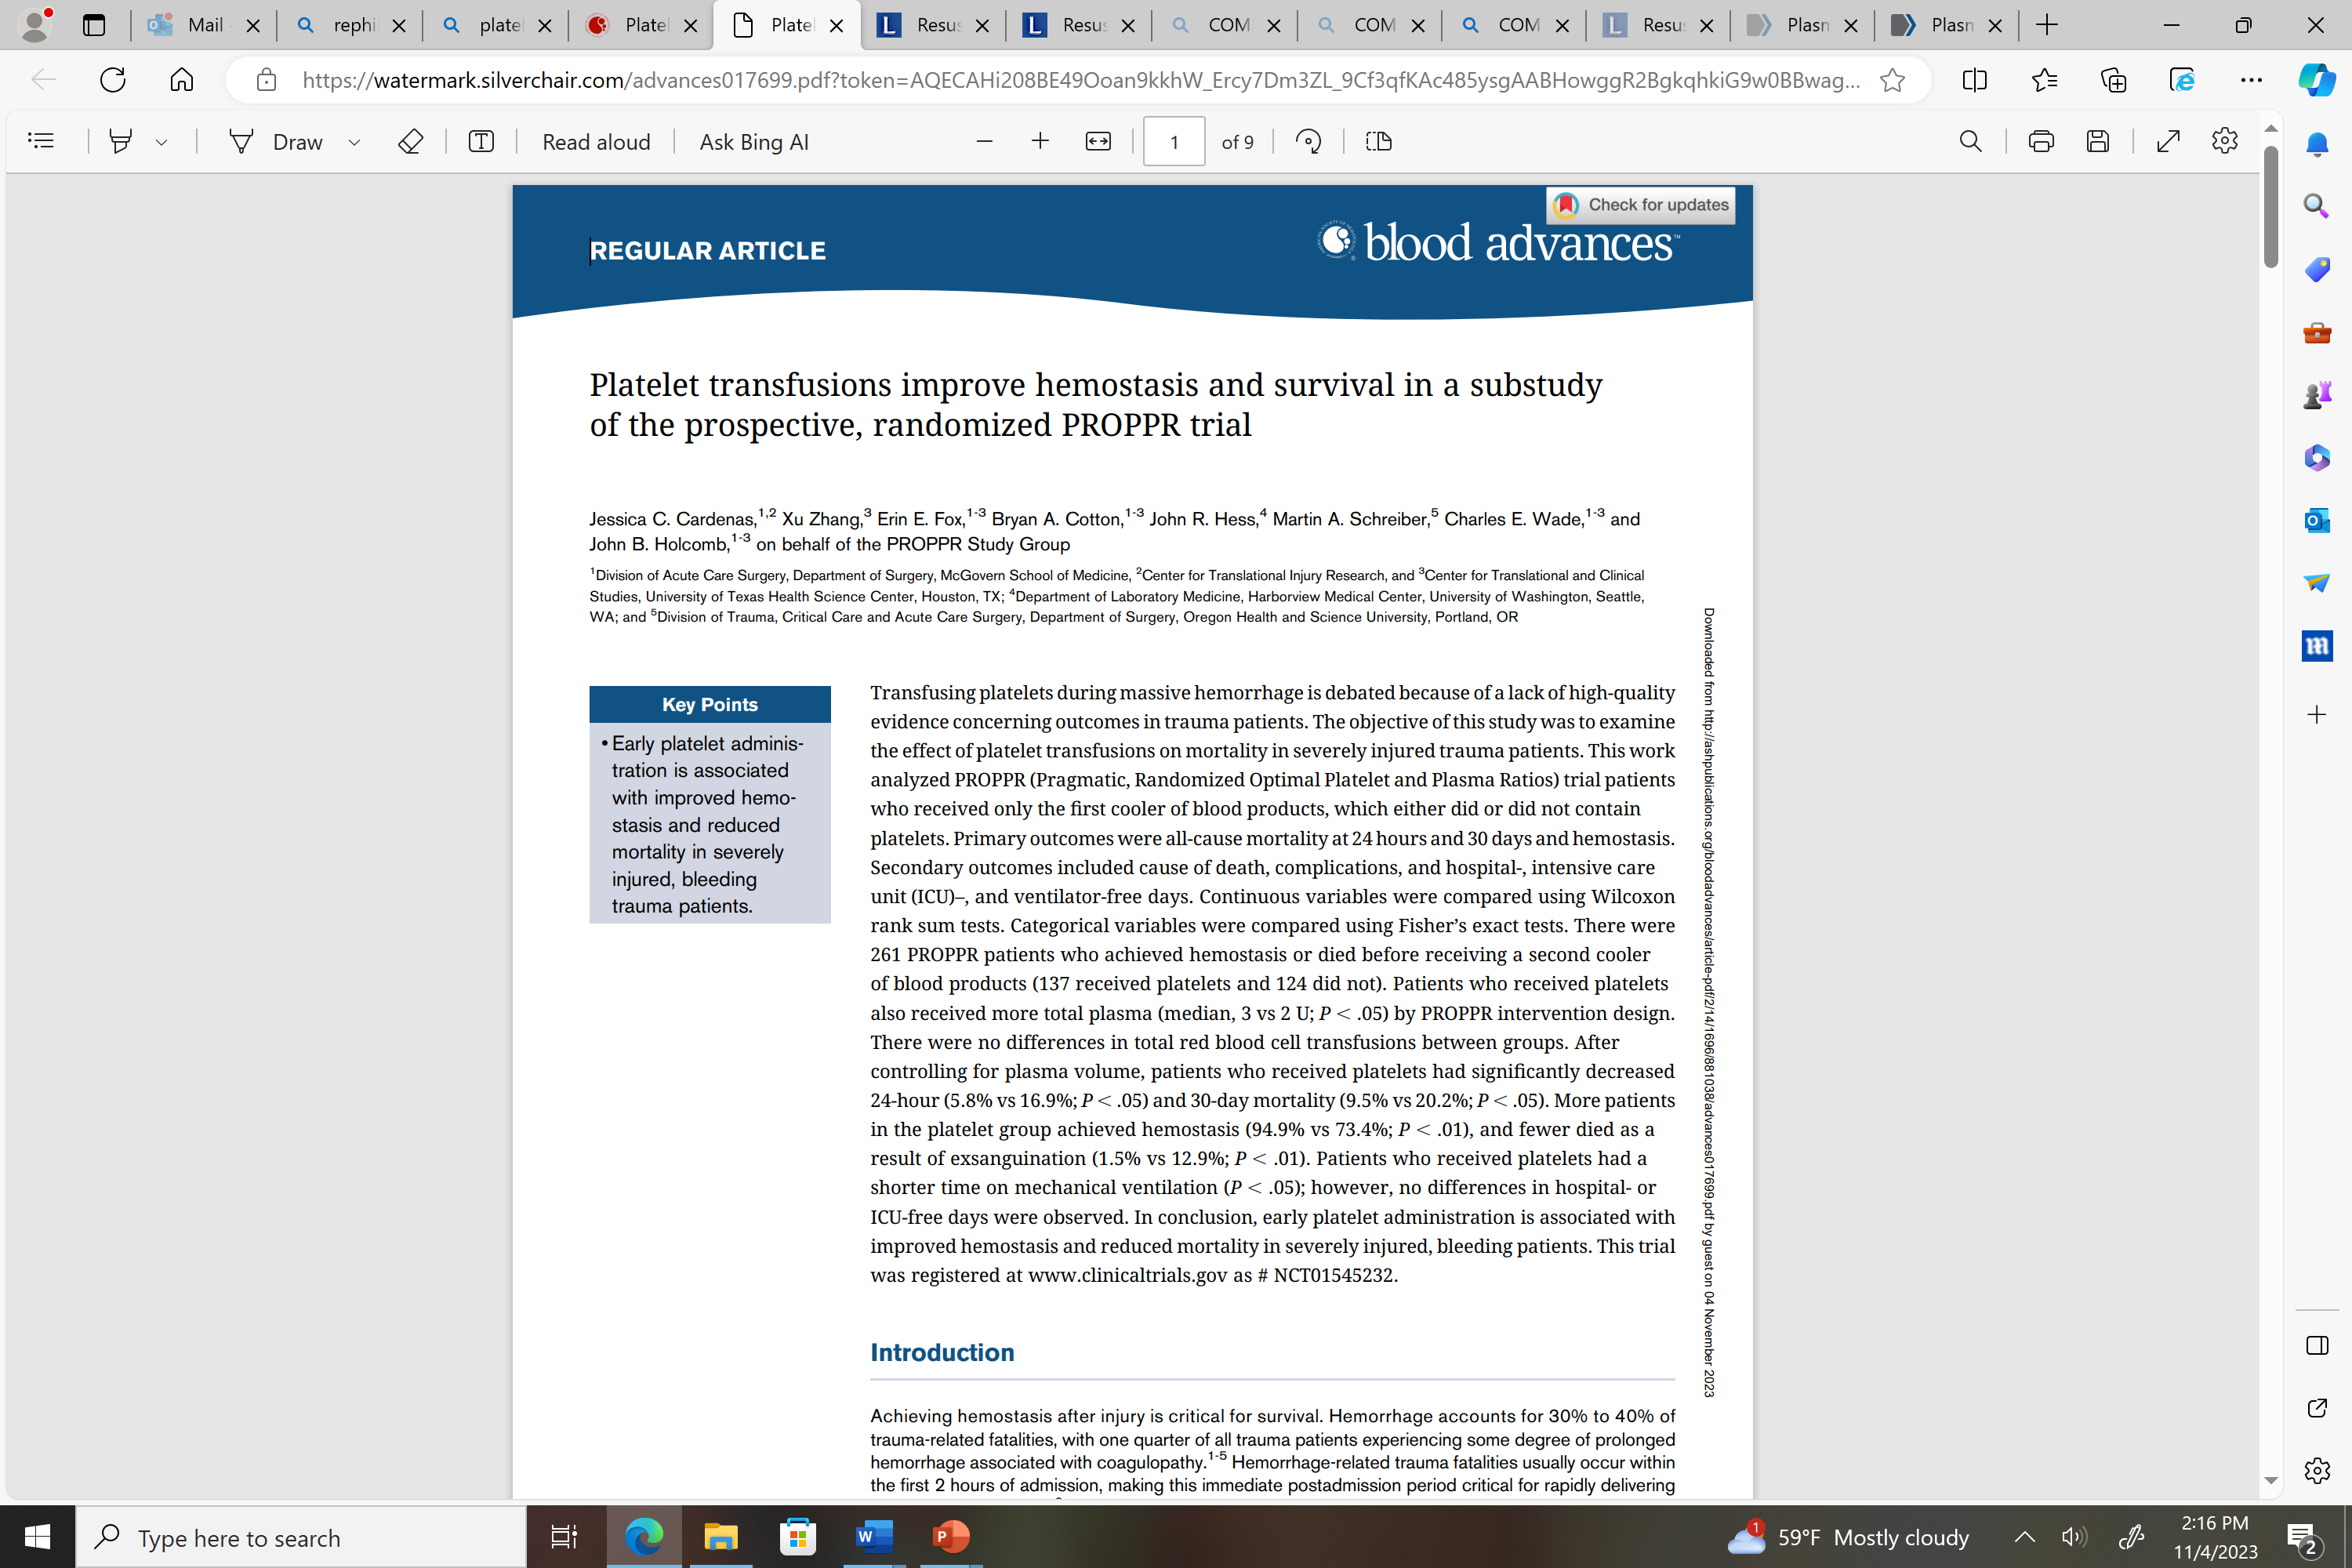 Mail
rephi
platel
Platel
Platel
Resus
Resus
COM
COM
COM
Resus
Plasm
Plasm
https://watermark.silverchair.com/advances017699.pdf?token=AQECAHi208BE49Ooan9kkhW_Ercy7Dm3ZL_9Cf3qfKAc485ysgAABHowggR2BgkqhkiG9w0BBwag...
Draw
Read aloud
Ask Bing AI
1 of 9
Check for updates
REGULAR ARTICLE
blood advances™
Platelet transfusions improve hemostasis and survival in a substudy
of the prospective, randomized PROPPR trial
Jessica C. Cardenas,1,2 Xu Zhang,3 Erin E. Fox,1-3 Bryan A. Cotton,1-3 John R. Hess,4 Martin A. Schreiber,5 Charles E. Wade,1-3 and
John B. Holcomb,1-3 on behalf of the PROPPR Study Group
1Division of Acute Care Surgery, Department of Surgery, McGovern School of Medicine, 2Center for Translational Injury Research, and 3Center for Translational and Clinical
Studies, University of Texas Health Science Center, Houston, TX; 4Department of Laboratory Medicine, Harborview Medical Center, University of Washington, Seattle,
WA; and 5Division of Trauma, Critical Care and Acute Care Surgery, Department of Surgery, Oregon Health and Science University, Portland, OR
Key Points
• Early platelet adminis-
tration is associated
with improved hemo-
stasis and reduced
mortality in severely
injured, bleeding
trauma patients.
Transfusing platelets during massive hemorrhage is debated because of a lack of high-quality
evidence concerning outcomes in trauma patients. The objective of this study was to examine
the effect of platelet transfusions on mortality in severely injured trauma patients. This work
analyzed PROPPR (Pragmatic, Randomized Optimal Platelet and Plasma Ratios) trial patients
who received only the first cooler of blood products, which either did or did not contain
platelets. Primary outcomes were all-cause mortality at 24 hours and 30 days and hemostasis.
Secondary outcomes included cause of death, complications, and hospital-, intensive care
unit (ICU)–, and ventilator-free days. Continuous variables were compared using Wilcoxon
rank sum tests. Categorical variables were compared using Fisher's exact tests. There were
261 PROPPR patients who achieved hemostasis or died before receiving a second cooler
of blood products (137 received platelets and 124 did not). Patients who received platelets
also received more total plasma (median, 3 vs 2 U; P < .05) by PROPPR intervention design.
There were no differences in total red blood cell transfusions between groups. After
controlling for plasma volume, patients who received platelets had significantly decreased
24-hour (5.8% vs 16.9%; P < .05) and 30-day mortality (9.5% vs 20.2%; P < .05). More patients
in the platelet group achieved hemostasis (94.9% vs 73.4%; P < .01), and fewer died as a
result of exsanguination (1.5% vs 12.9%; P < .01). Patients who received platelets had a
shorter time on mechanical ventilation (P < .05); however, no differences in hospital- or
ICU-free days were observed. In conclusion, early platelet administration is associated with
improved hemostasis and reduced mortality in severely injured, bleeding patients. This trial
was registered at www.clinicaltrials.gov as # NCT01545232.
Introduction
Achieving hemostasis after injury is critical for survival. Hemorrhage accounts for 30% to 40% of
trauma-related fatalities, with one quarter of all trauma patients experiencing some degree of prolonged
hemorrhage associated with coagulopathy.1-5 Hemorrhage-related trauma fatalities usually occur within
the first 2 hours of admission, making this immediate postadmission period critical for rapidly delivering
Downloaded from http://ashpublications.org/bloodadvances/article-pdf/2/14/1696/881038/advances017699.pdf by guest on 04 November 2023
Type here to search
1
59°F Mostly cloudy
2:16 PM
11/4/2023
2